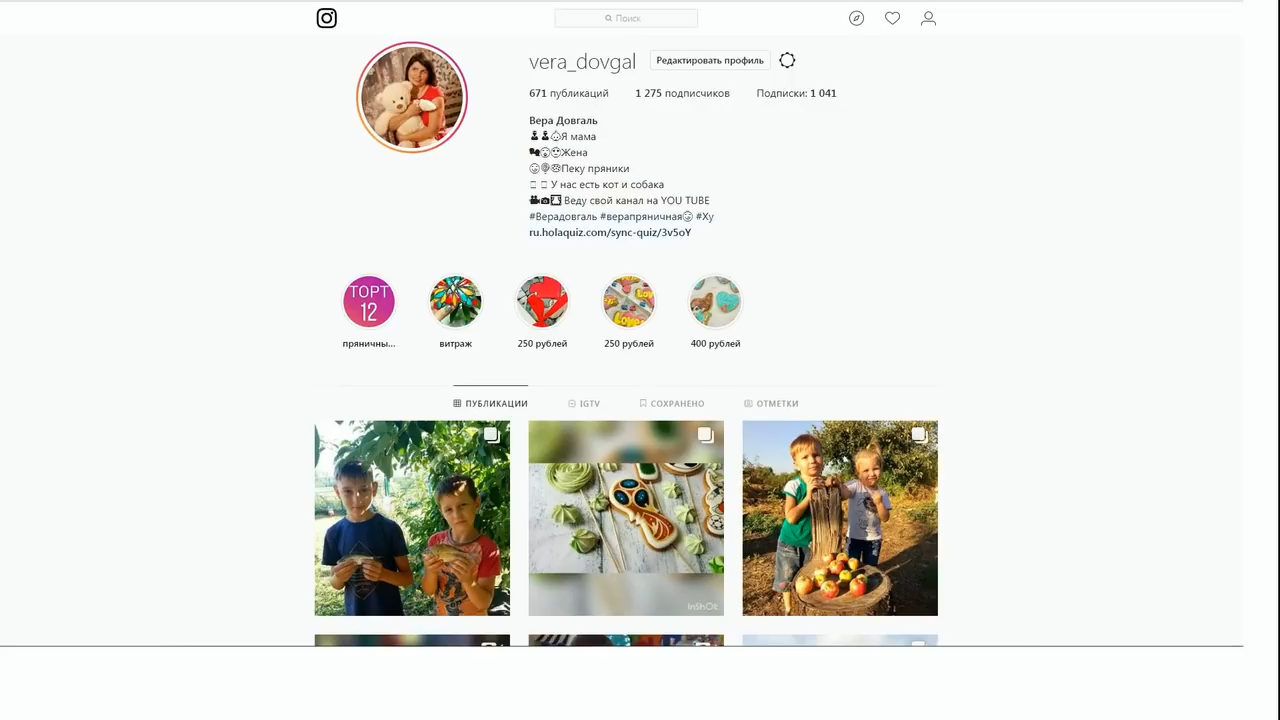 Поиск
vera_dovgal Редактировать профиль
671 публикаций 1 275 подписчиков Подписки: 1 041
Вера Довгаль
Я мама
Жена
Пеку пряники
У нас есть кот и собака
Веду свой канал на YOU TUBE
#Верадовгаль #верапряничная #Ху
ru.holaquiz.com/sync-quiz/3v5oY
ТОРТ
12
Love
Love
пряничны... витраж 250 рублей 250 рублей 400 рублей
ПУБЛИКАЦИИ IGTV СОХРАНЕНО ОТМЕТКИ
InShOt